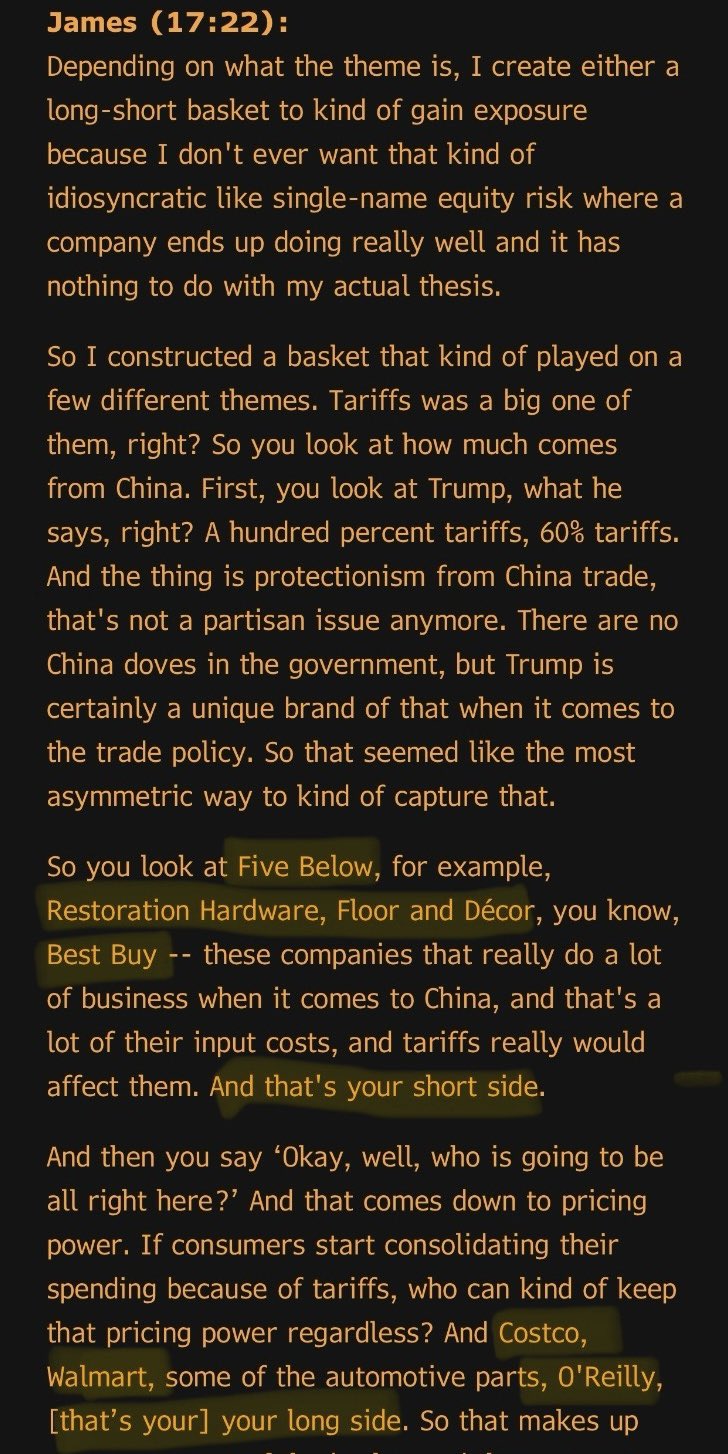 James (17:22):
Depending on what the theme is, I create either a
long-short basket to kind of gain exposure
because I don't ever want that kind of
idiosyncratic like single-name equity risk where a
company ends up doing really well and it has
nothing to do with my actual thesis.
So I constructed a basket that kind of played on a
few different themes. Tariffs was a big one of
them, right? So you look at how much comes
from China. First, you look at Trump, what he
says, right? A hundred percent tariffs, 60% tariffs.
And the thing is protectionism from China trade,
that's not a partisan issue anymore. There are no
China doves in the government, but Trump is
certainly a unique brand of that when it comes to
the trade policy. So that seemed like the most
asymmetric way to kind of capture that.
So you look at Five Below, for example,
Restoration Hardware, Floor and Décor, you know,
Best Buy -- these companies that really do a lot
of business when it comes to China, and that's a
lot of their input costs, and tariffs really would
affect them. And that's your short side.
And then you say ‘Okay, well, who is going to be
all right here?’ And that comes down to pricing
power. If consumers start consolidating their
spending because of tariffs, who can kind of keep
that pricing power regardless? And Costco,
Walmart, some of the automotive parts, O'Reilly,
[that’s your] your long side. So that makes up